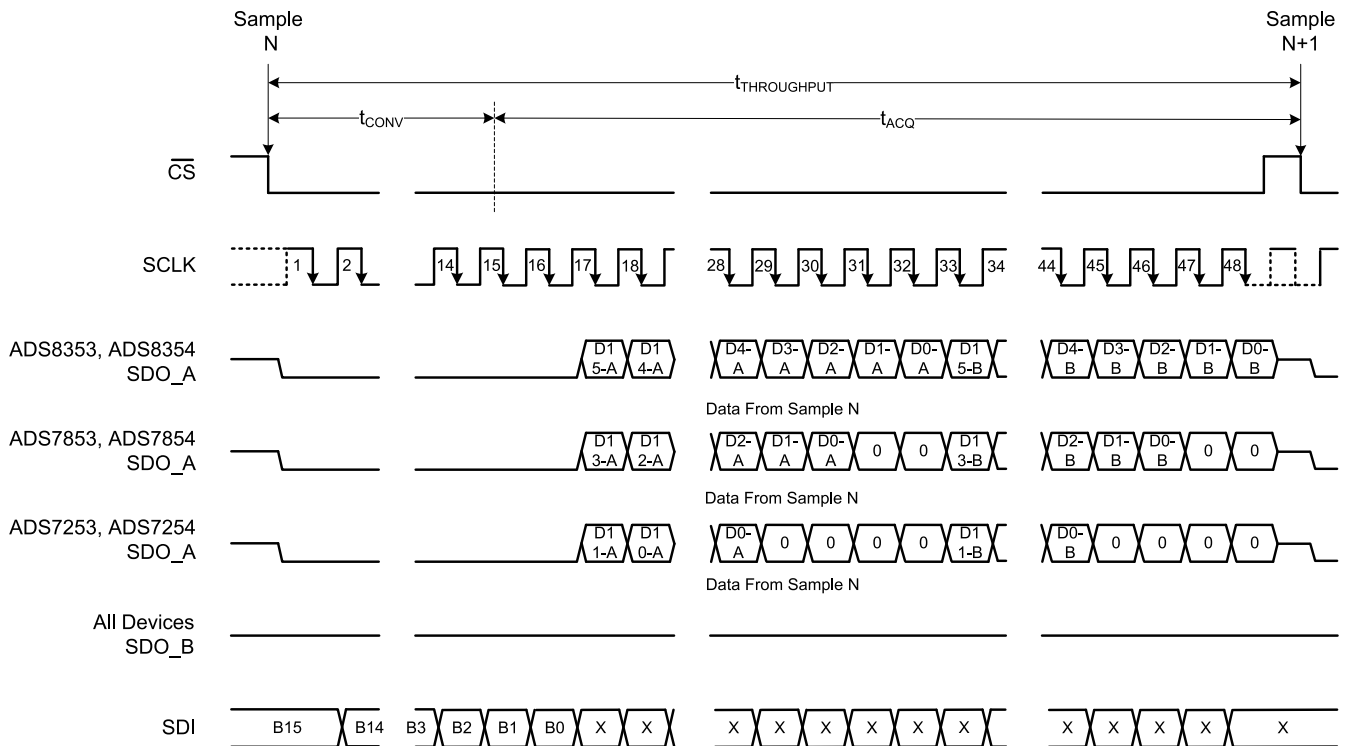 Sample
N
Sample
N+1
tTHROUGHPUT
tCONV
tACQ
CS
SCLK
1 2 14 15 16 17 18 28 29 30 31 32 33 34 44 45 46 47 48
ADS8353, ADS8354
SDO_A
D1 D1 D4- D3- D2- D1- D0- D1 D4- D3- D2- D1- D0-
5-A 4-A A A A A A 5-B B B B B B
Data From Sample N
ADS7853, ADS7854
SDO_A
D1 D1 D2- D1- D0- 0 0 D1 D2- D1- D0- 0 0
3-A 2-A A A A 3-B B B B
Data From Sample N
ADS7253, ADS7254
SDO_A
D1 D1 D0- 0 0 0 0 D1 D0- 0 0 0 0
1-A 0-A A 1-B B
Data From Sample N
All Devices
SDO_B
SDI
B15 B14 B3 B2 B1 B0 X X X X X X X X X X X X X